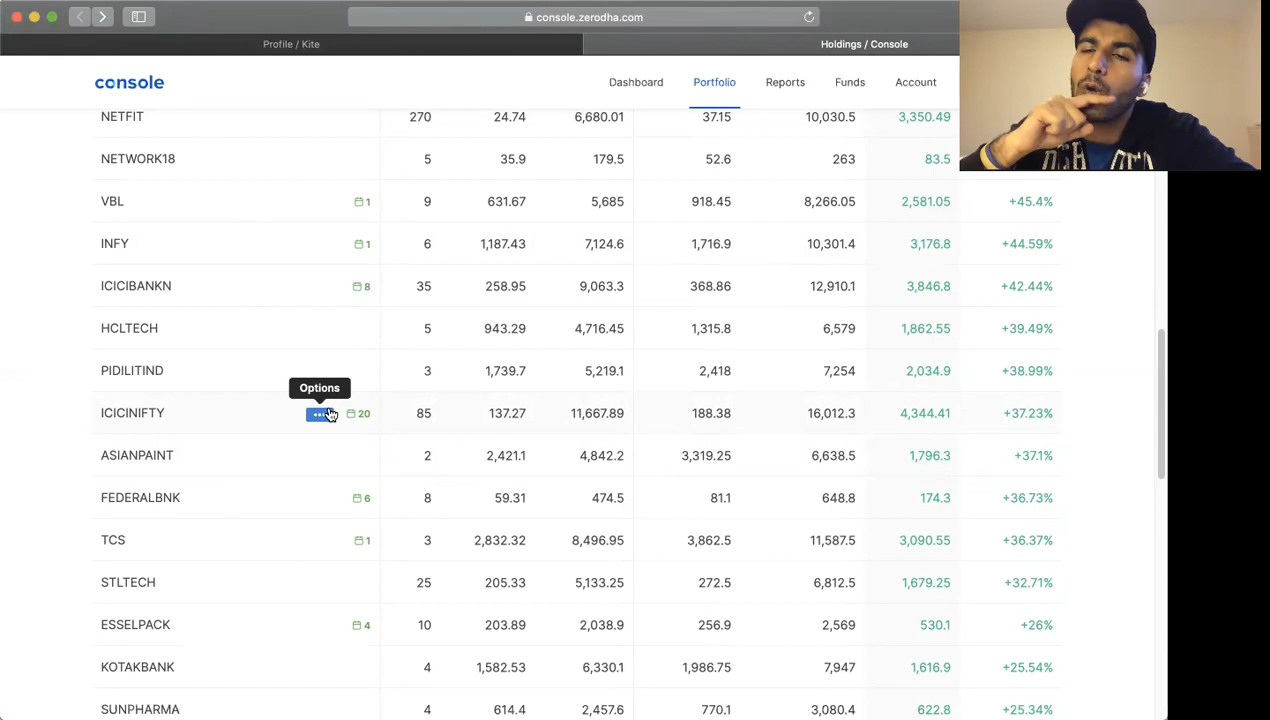 console.zerodha.com
Profile / Kite
Holdings / Console
console
Dashboard Portfolio Reports Funds Account
NETFIT 270 24.74 6,680.01 37.15 10,030.5 3,350.49
NETWORK18 5 35.9 179.5 52.6 263 83.5
VBL 1 9 631.67 5,685 918.45 8,266.05 2,581.05 +45.4%
INFY 1 6 1,187.43 7,124.6 1,716.9 10,301.4 3,176.8 +44.59%
ICICIBANKN 8 35 258.95 9,063.3 368.86 12,910.1 3,846.8 +42.44%
HCLTECH 5 943.29 4,716.45 1,315.8 6,579 1,862.55 +39.49%
PIDILITIND 3 1,739.7 5,219.1 2,418 7,254 2,034.9 +38.99%
Options
ICICINIFTY 20 85 137.27 11,667.89 188.38 16,012.3 4,344.41 +37.23%
ASIANPAINT 2 2,421.1 4,842.2 3,319.25 6,638.5 1,796.3 +37.1%
FEDERALBNK 6 8 59.31 474.5 81.1 648.8 174.3 +36.73%
TCS 1 3 2,832.32 8,496.95 3,862.5 11,587.5 3,090.55 +36.37%
STLTECH 25 205.33 5,133.25 272.5 6,812.5 1,679.25 +32.71%
ESSELPACK 4 10 203.89 2,038.9 256.9 2,569 530.1 +26%
KOTAKBANK 4 1,582.53 6,330.1 1,986.75 7,947 1,616.9 +25.54%
SUNPHARMA 4 614.4 2,457.6 770.1 3,080.4 622.8 +25.34%